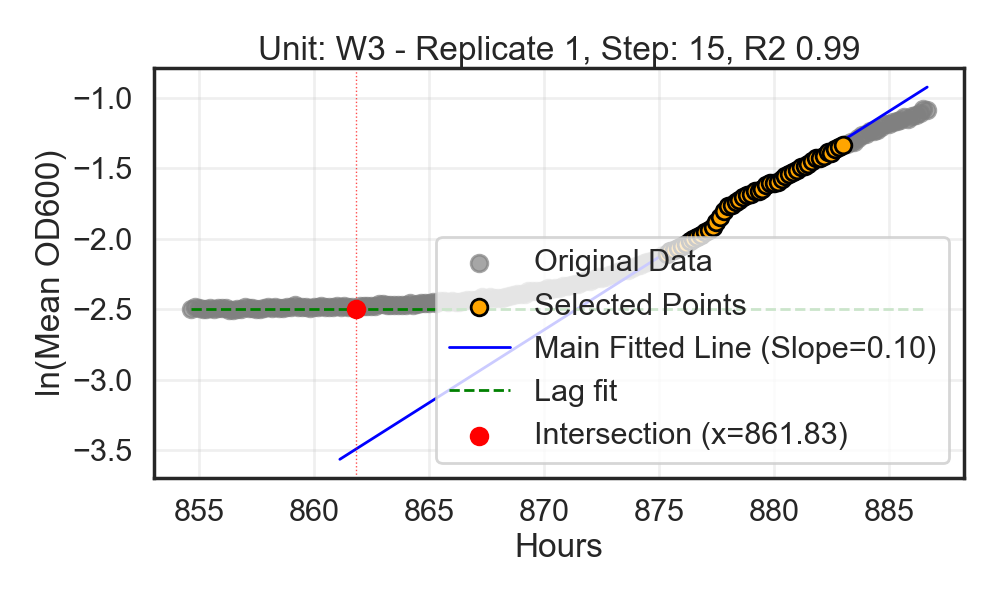 Unit: W3 - Replicate 1, Step: 15, R2 0.99
ln(Mean OD600)
−1.0
−1.5
−2.0
−2.5
−3.0
−3.5
Original Data
Selected Points
Main Fitted Line (Slope=0.10)
Lag fit
Intersection (x=861.83)
855 860 865 870 875 880 885
Hours